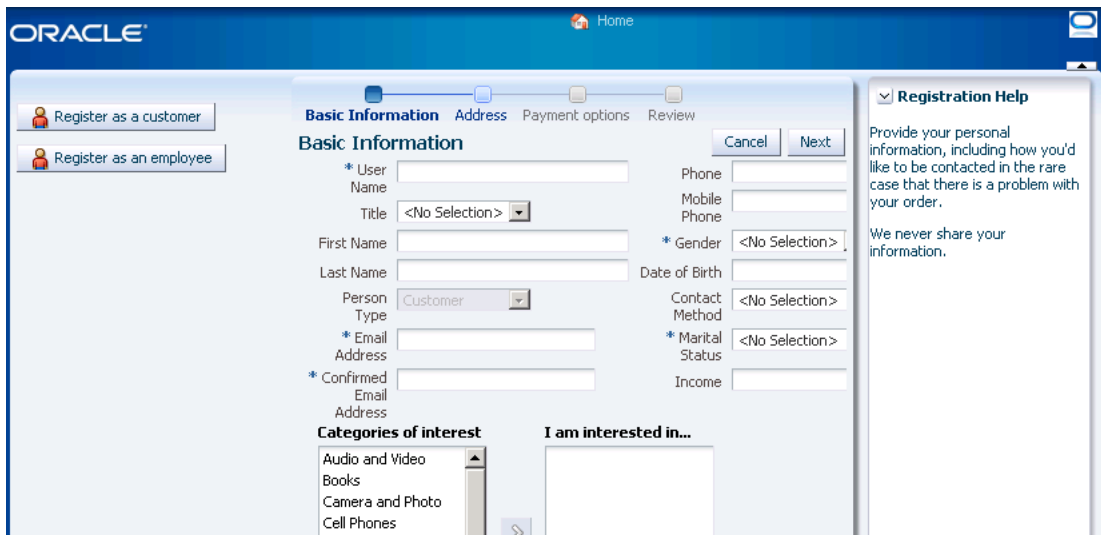 ORACLE
Home
Register as a customer
Register as an employee
Basic Information Address Payment options Review
Basic Information
Cancel Next
* User Name
Title <No Selection>
First Name
Last Name
Person Type Customer
* Email Address
* Confirmed Email Address
Phone
Mobile Phone
* Gender <No Selection>
Date of Birth
Contact Method <No Selection>
* Marital Status <No Selection>
Income
Categories of interest
Audio and Video
Books
Camera and Photo
Cell Phones
I am interested in...
Registration Help
Provide your personal
information, including how you'd
like to be contacted in the rare
case that there is a problem with
your order.
We never share your
information.